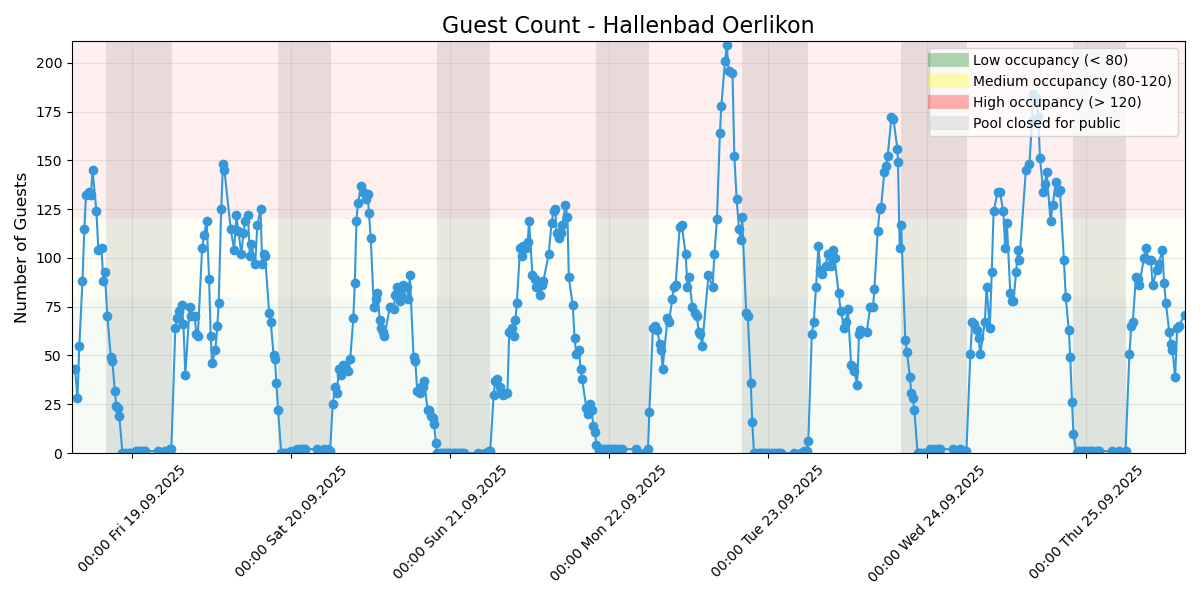 Guest Count - Hallenbad Oerlikon
Number of Guests
200
175
150
125
100
75
50
25
0
Low occupancy (< 80)
Medium occupancy (80-120)
High occupancy (> 120)
Pool closed for public
00:00 Fri 19.09.2025
00:00 Sat 20.09.2025
00:00 Sun 21.09.2025
00:00 Mon 22.09.2025
00:00 Tue 23.09.2025
00:00 Wed 24.09.2025
00:00 Thu 25.09.2025